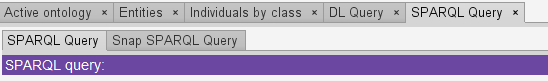 Active ontology × Entities × Individuals by class × DL Query × SPARQL Query ×
SPARQL Query Snap SPARQL Query
SPARQL query: